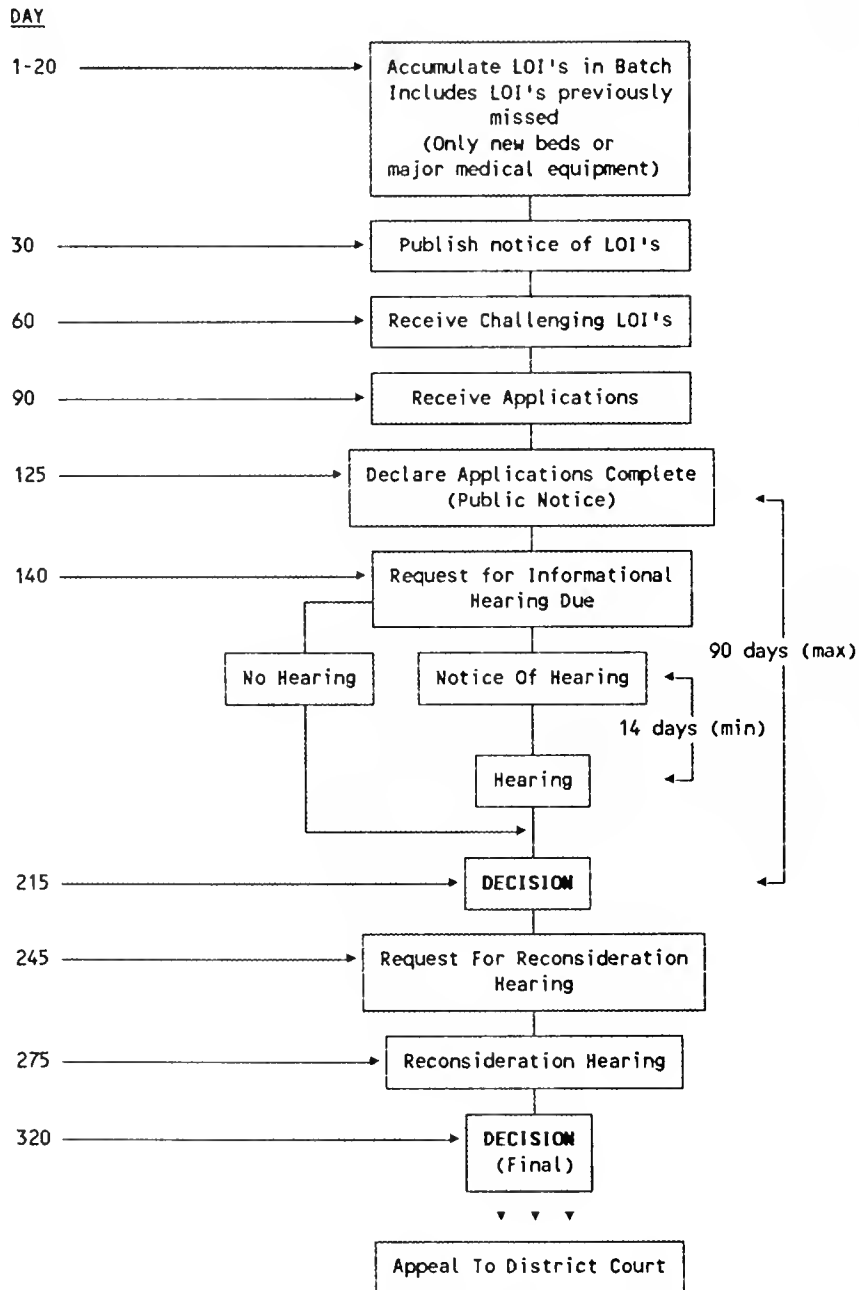 DAY
1-20
Accumulate LOI's in Batch
Includes LOI's previously
missed
(Only new beds or
major medical equipment)
30
Publish notice of LOI's
60
Receive Challenging LOI's
90
Receive Applications
125
Declare Applications Complete
(Public Notice)
140
Request for Informational
Hearing Due
90 days (max)
No Hearing
Notice Of Hearing
14 days (min)
Hearing
215
DECISION
245
Request For Reconsideration
Hearing
275
Reconsideration Hearing
320
DECISION
(Final)
Appeal To District Court